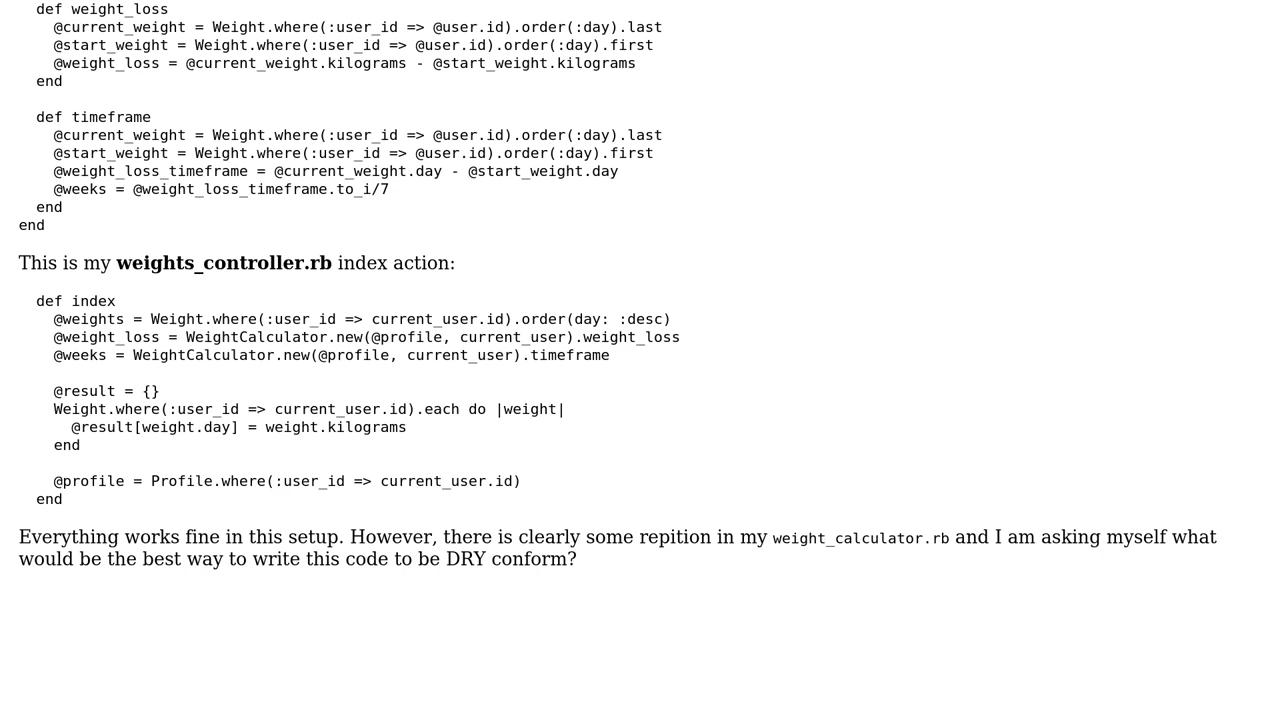 def weight_loss
@current_weight = Weight.where(:user_id => @user.id).order(:day).last
@start_weight = Weight.where(:user_id => @user.id).order(:day).first
@weight_loss = @current_weight.kilograms - @start_weight.kilograms
end
def timeframe
@current_weight = Weight.where(:user_id => @user.id).order(:day).last
@start_weight = Weight.where(:user_id => @user.id).order(:day).first
@weight_loss_timeframe = @current_weight.day - @start_weight.day
@weeks = @weight_loss_timeframe.to_i/7
end
end
This is my weights_controller.rb index action:
def index
@weights = Weight.where(:user_id => current_user.id).order(day: :desc)
@weight_loss = WeightCalculator.new(@profile, current_user).weight_loss
@weeks = WeightCalculator.new(@profile, current_user).timeframe
@result = {}
Weight.where(:user_id => current_user.id).each do |weight|
@result[weight.day] = weight.kilograms
end
@profile = Profile.where(:user_id => current_user.id)
end
Everything works fine in this setup. However, there is clearly some repition in my weight_calculator.rb and I am asking myself what
would be the best way to write this code to be DRY conform?